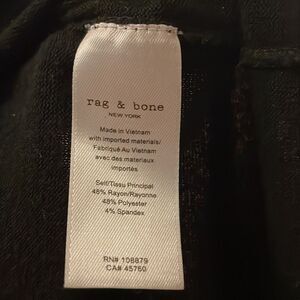 rag & bone
NEW YORK
Made in Vietnam
with imported materials/
Fabriqué Au Vietnam
avec des materiaux
importés
Self/Tissu Principal
48% Rayon/Rayonne
48% Polyester
4% Spandex
RN# 106879
CA# 45760